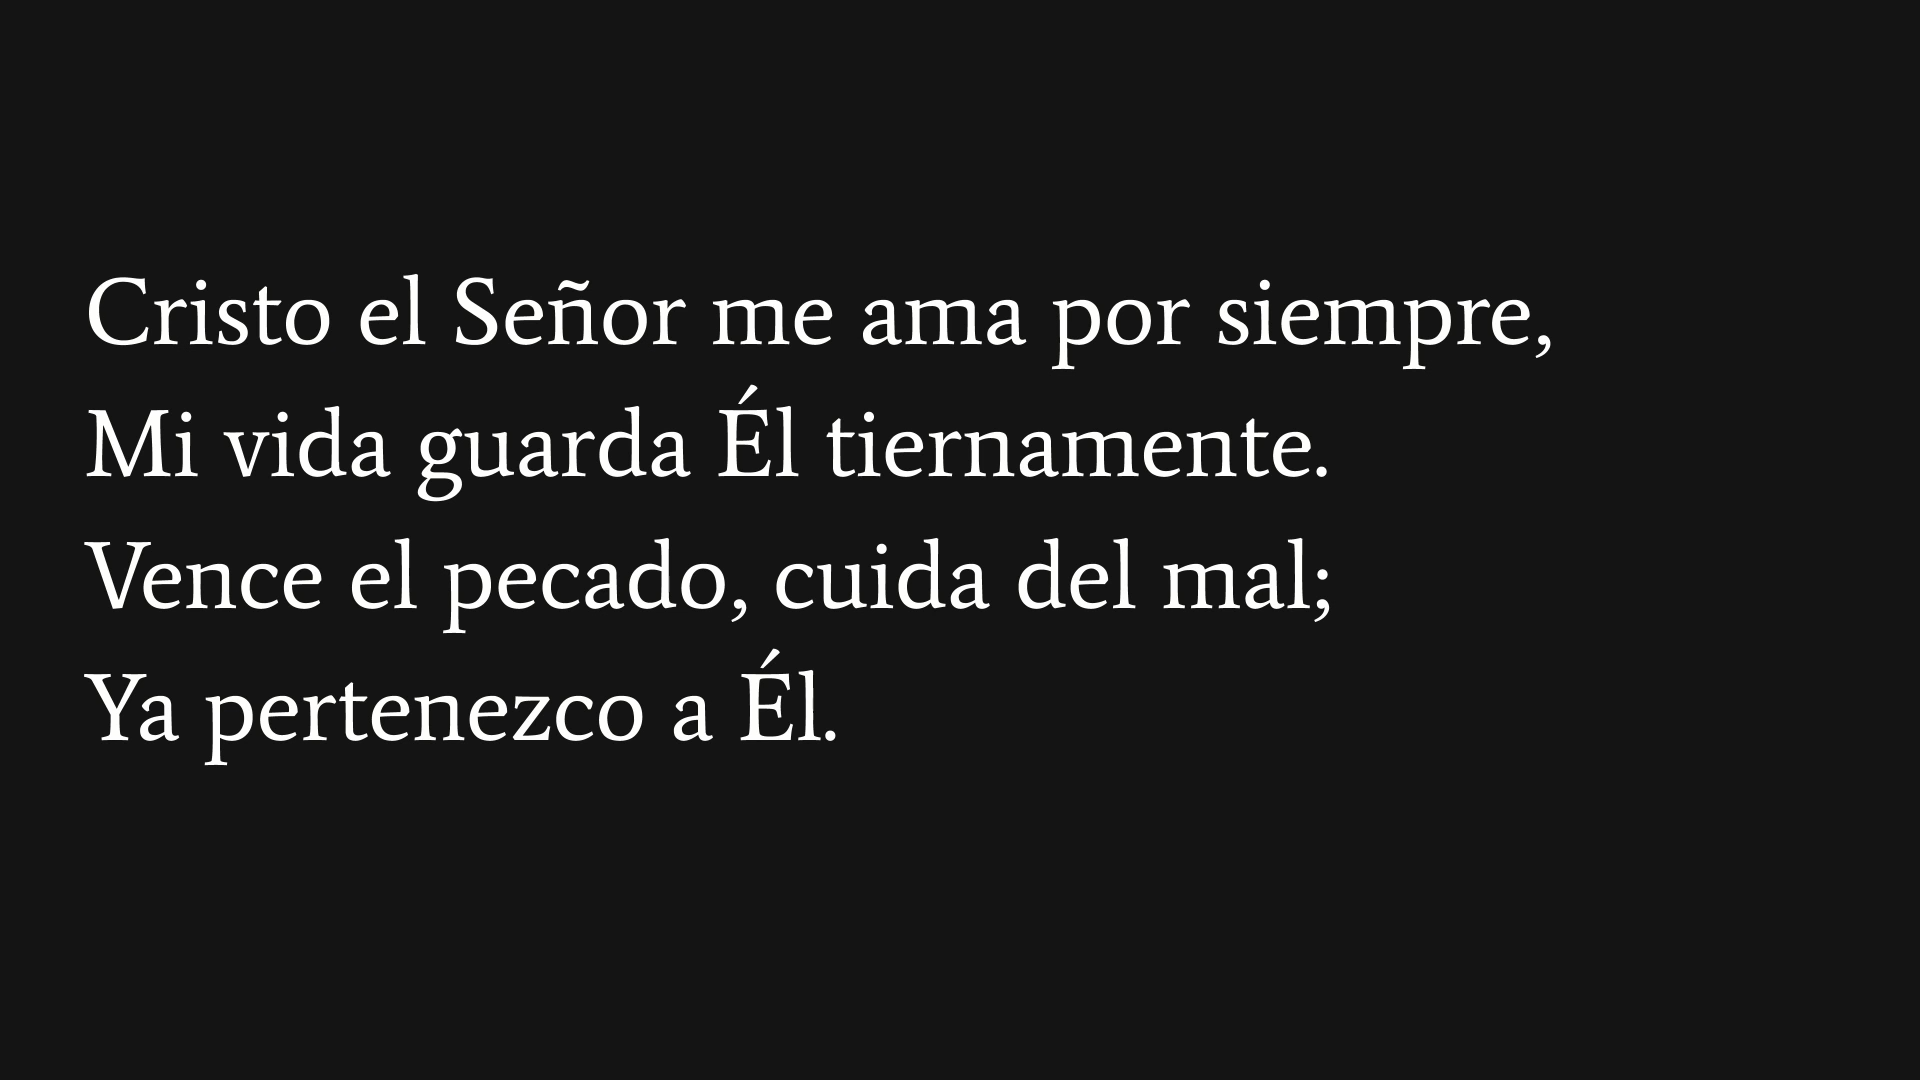 Cristo el Señor me ama por siempre,
Mi vida guarda Él tiernamente.
Vence el pecado, cuida del mal;
Ya pertenezco a Él.